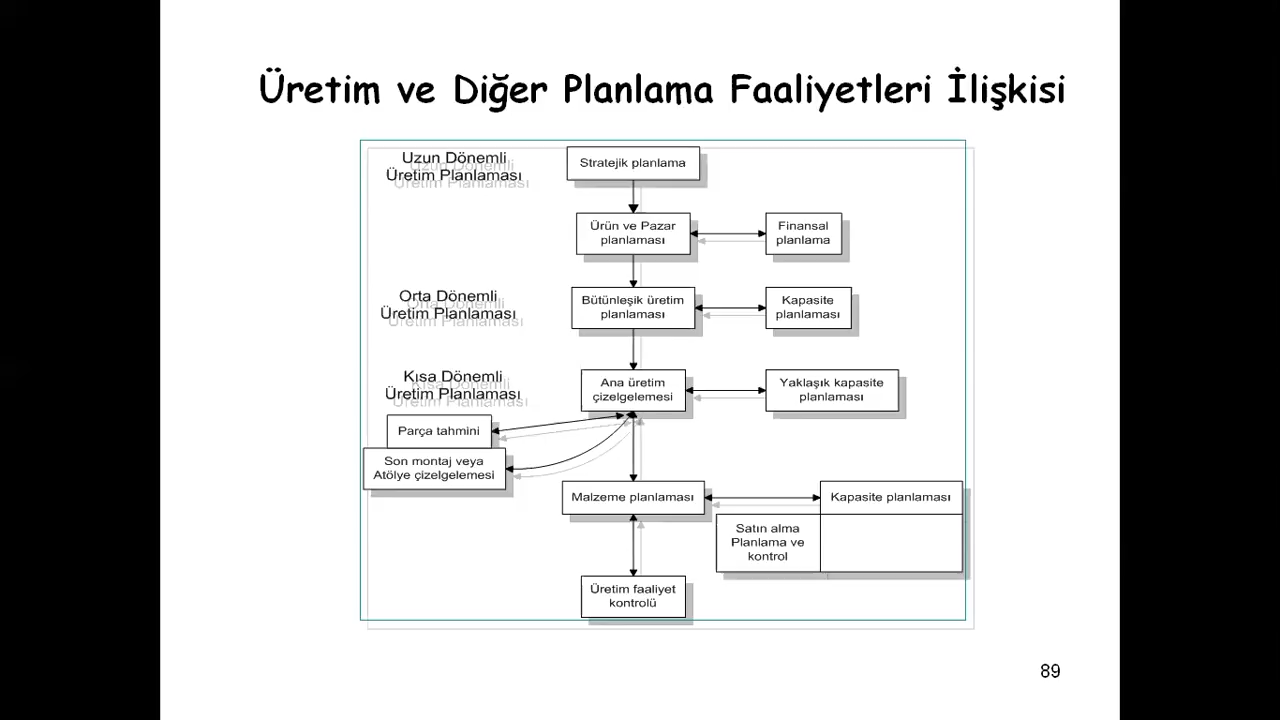 Üretim ve Diğer Planlama Faaliyetleri İlişkisi
Uzun Dönemli
Üretim Planlaması
Stratejik planlama
Ürün ve Pazar
planlaması
Finansal
planlama
Orta Dönemli
Üretim Planlaması
Bütünleşik üretim
planlaması
Kapasite
planlaması
Kısa Dönemli
Üretim Planlaması
Ana üretim
çizelgelemesi
Yaklaşık kapasite
planlaması
Parça tahmini
Son montaj veya
Atölye çizelgelemesi
Malzeme planlaması
Kapasite planlaması
Satın alma
Planlama ve
kontrol
Üretim faaliyet
kontrolü
89